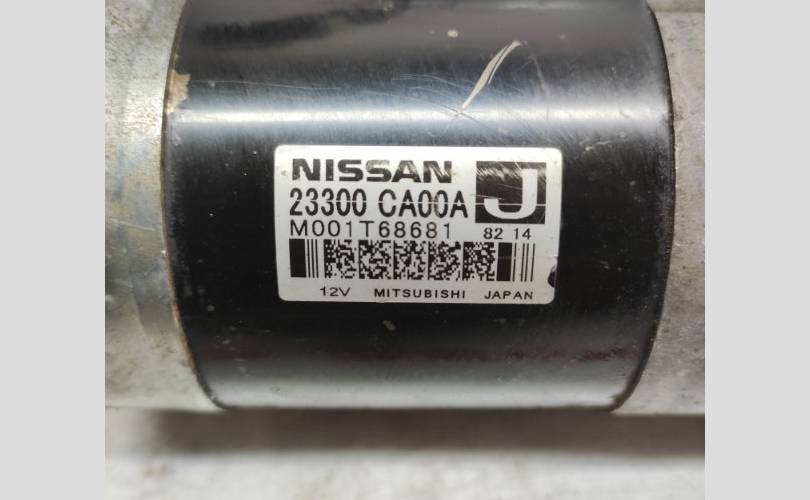 NISSAN
23300 CA00A J
M001T68681 82 14
12V MITSUBISHI JAPAN